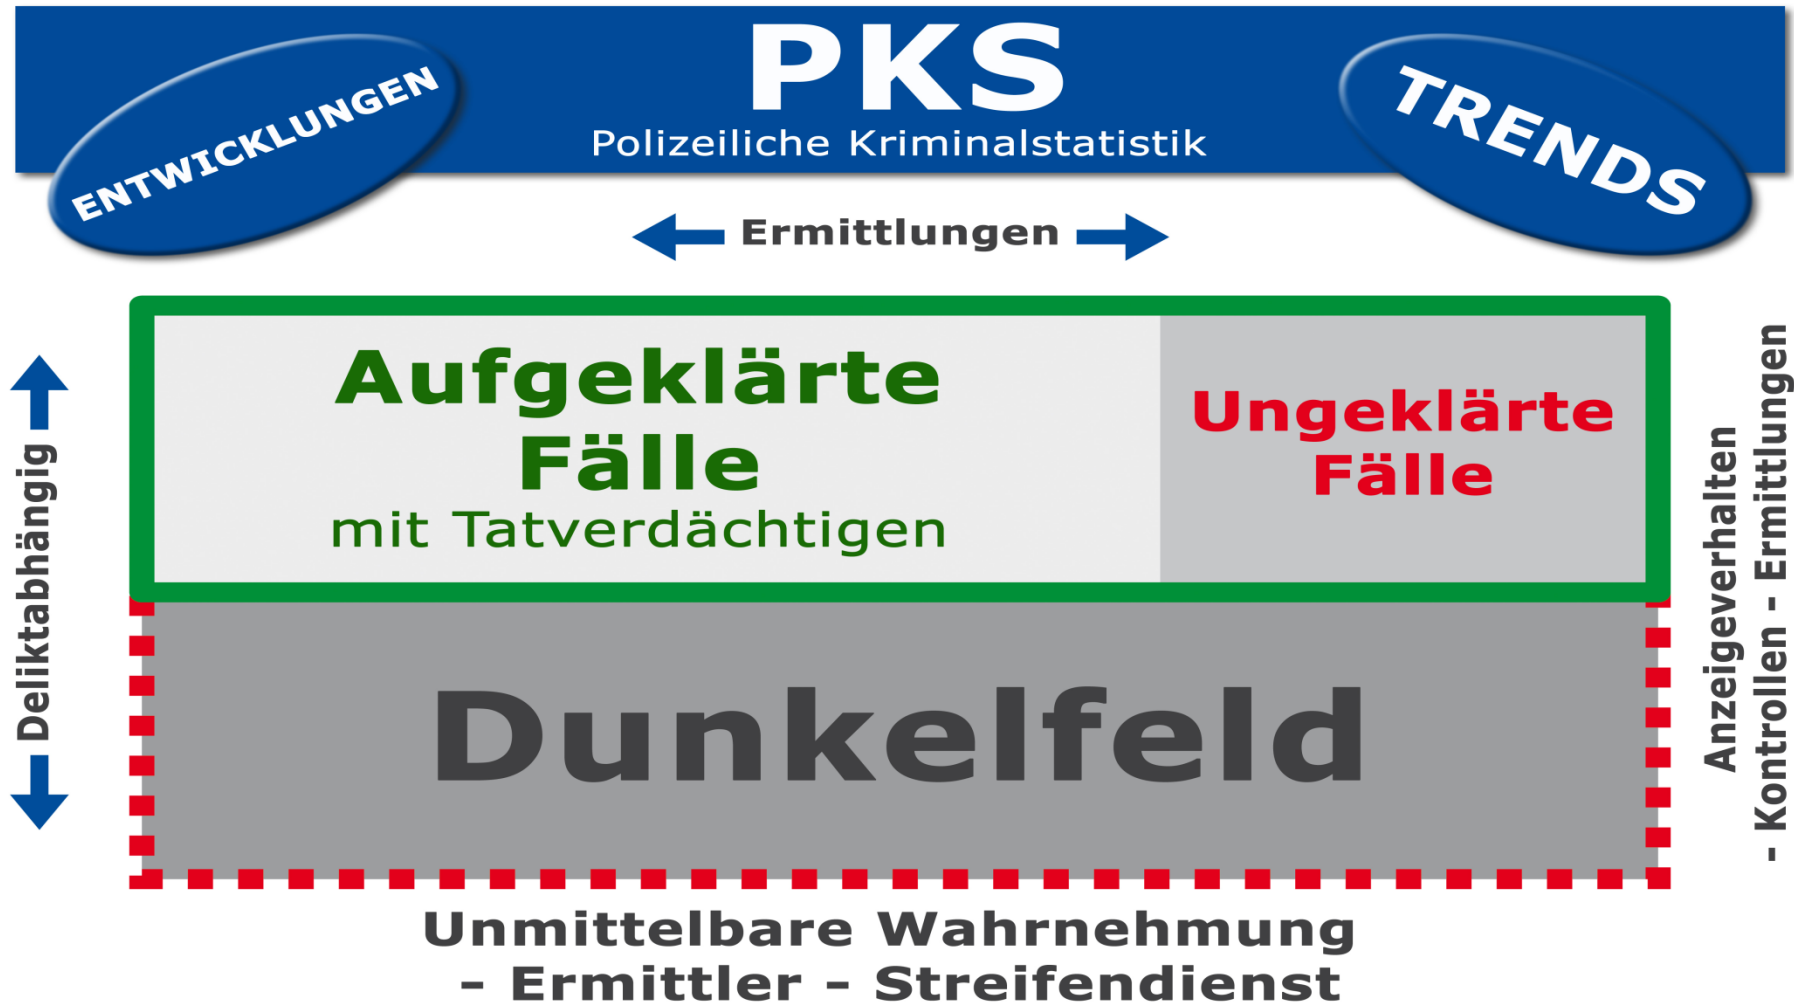 PKS
Polizeiliche Kriminalstatistik
ENTWICKLUNGEN
TRENDS
Ermittlungen
Aufgeklärte
Fälle
mit Tatverdächtigen
Ungeklärte
Fälle
Deliktabhängig
Anzeigeverhalten
- Kontrollen - Ermittlungen
Dunkelfeld
Unmittelbare Wahrnehmung
- Ermittler - Streifendienst